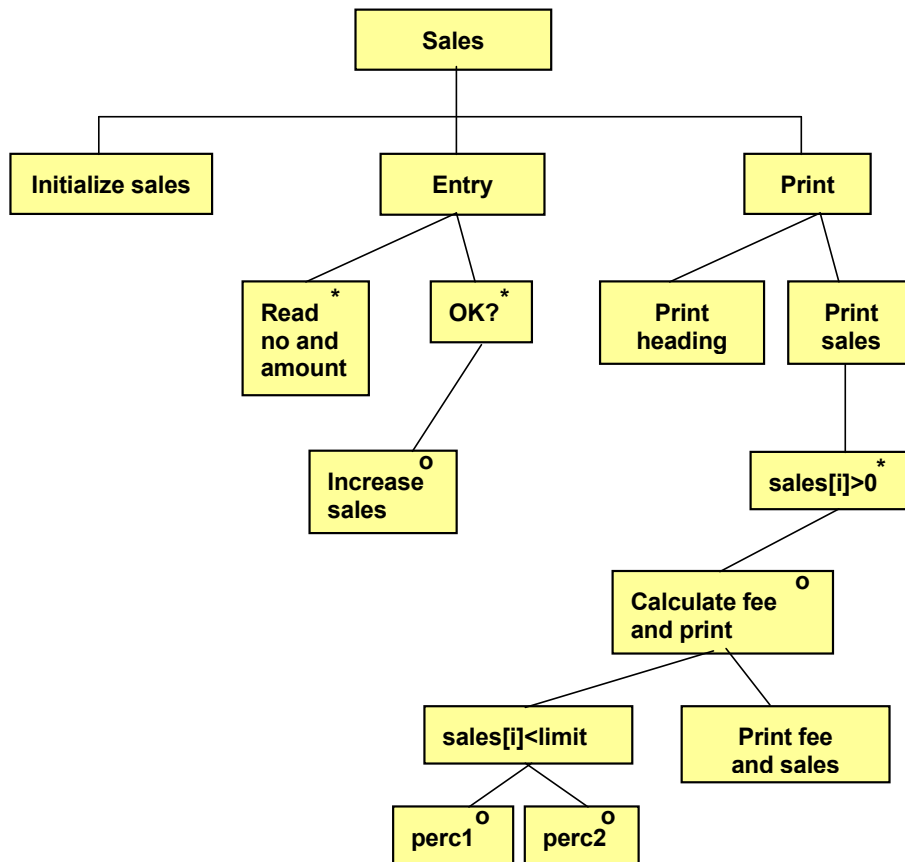 Sales
Initialize sales
Entry
Print
Read *
no and
amount
OK? *
Print
heading
Print
sales
Increase o
sales
sales[i]>0 *
Calculate fee o
and print
sales[i]<limit
Print fee
and sales
perc1 o
perc2 o